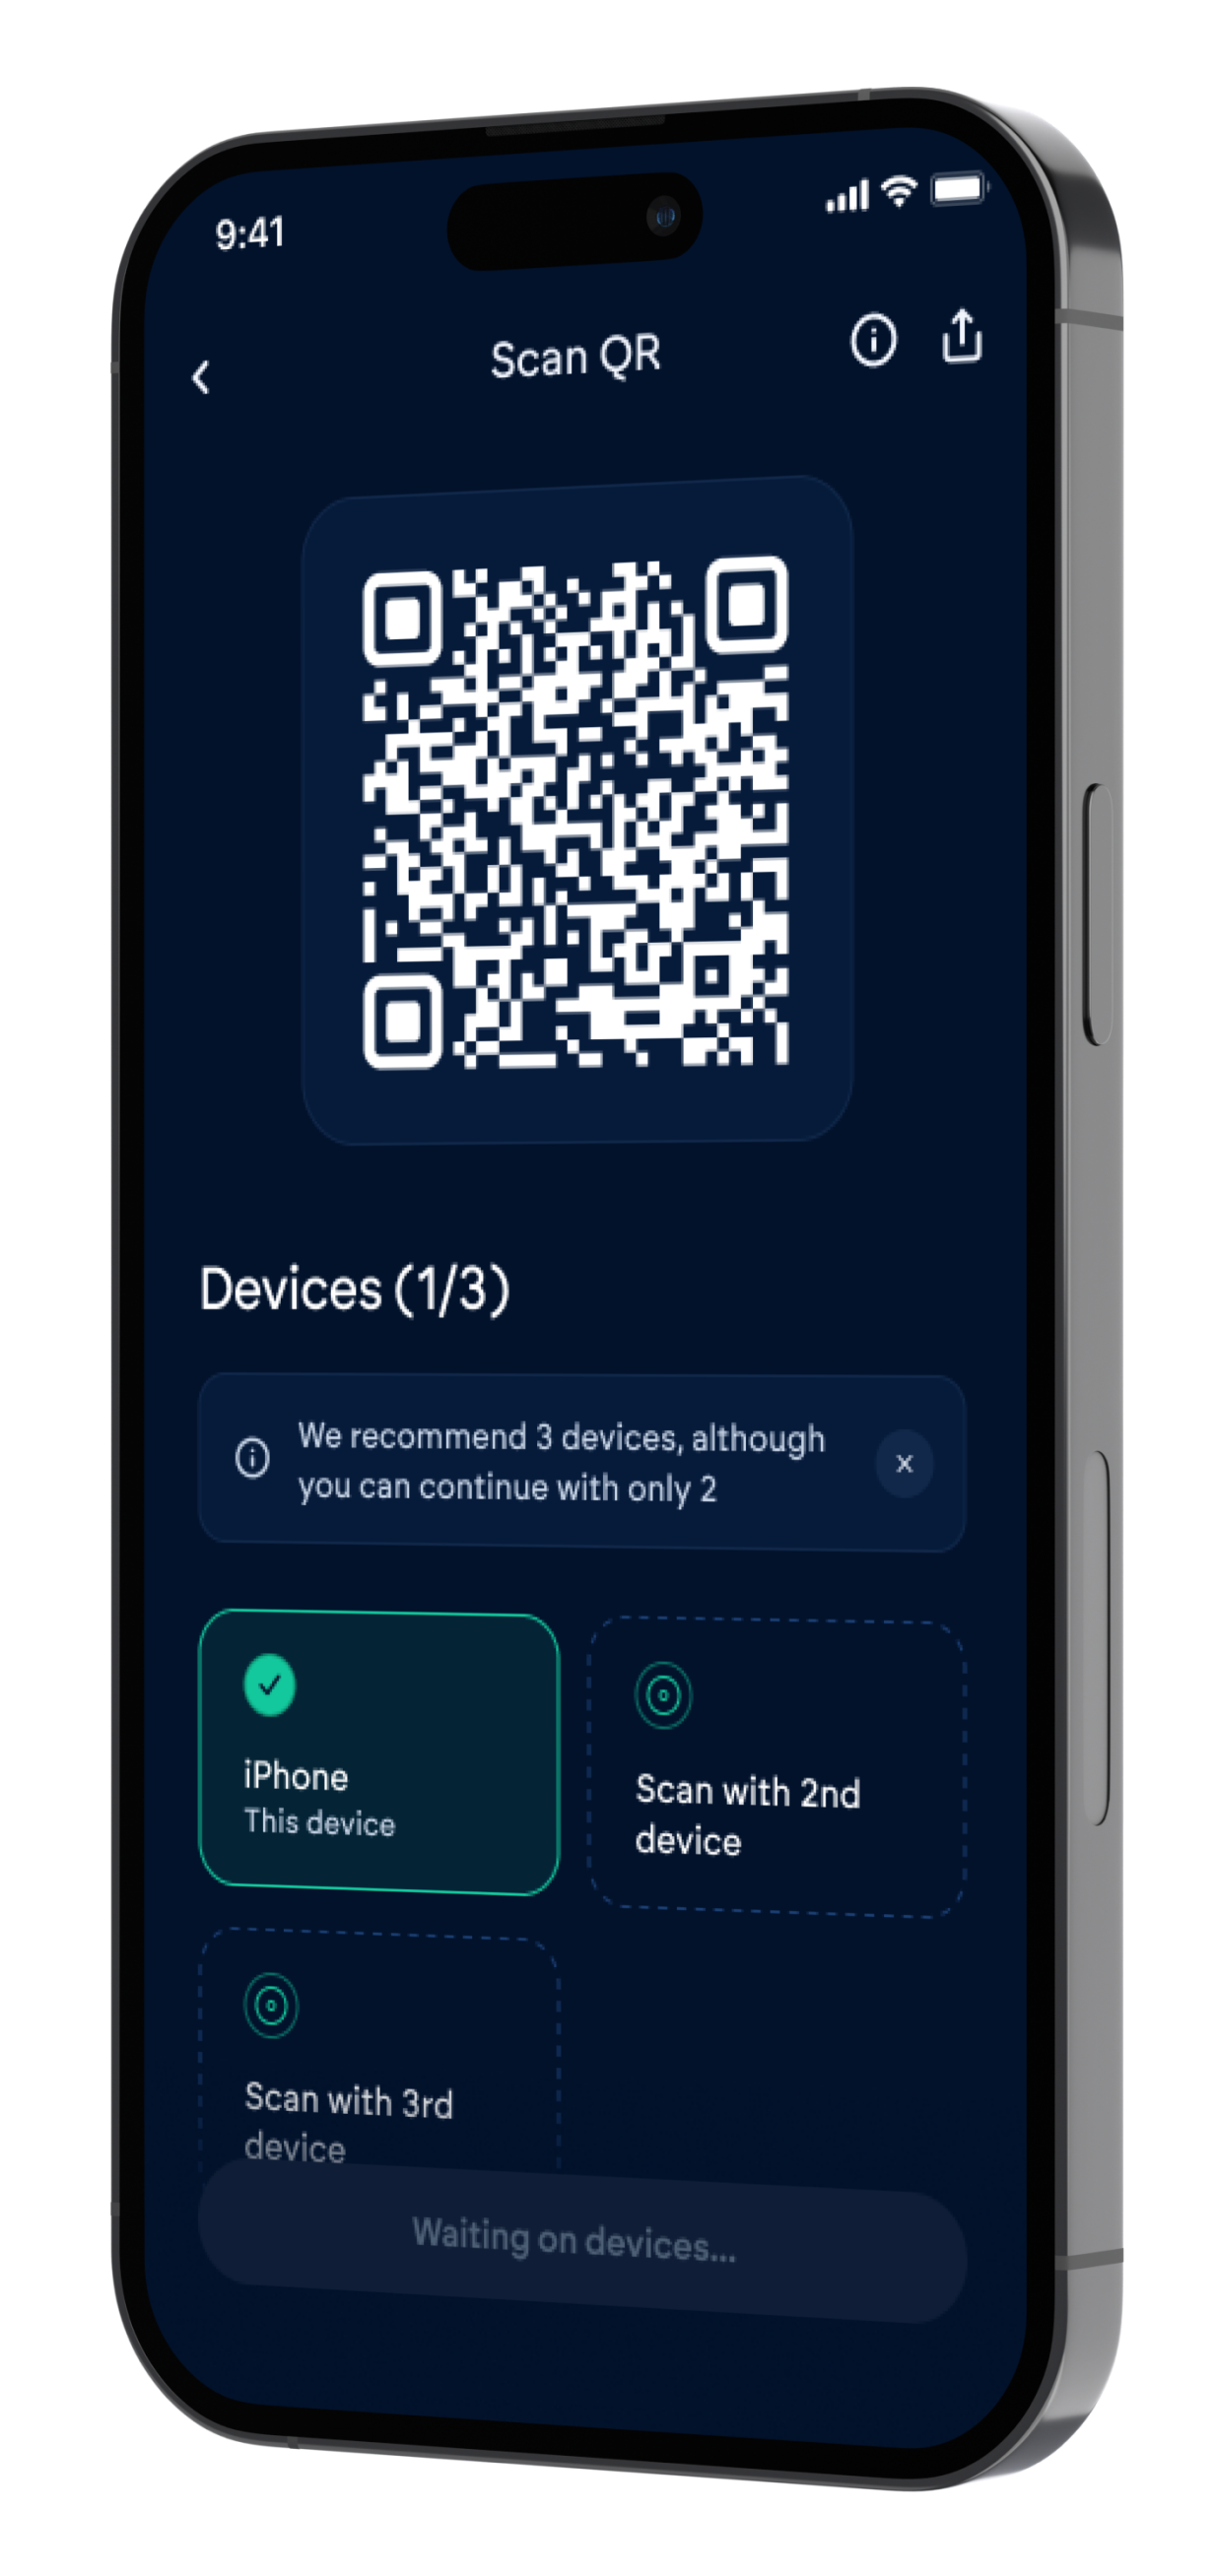 9:41
Scan QR
Devices (1/3)
We recommend 3 devices, although
you can continue with only 2
iPhone
This device
Scan with 2nd
device
Scan with 3rd
device
Waiting on devices...